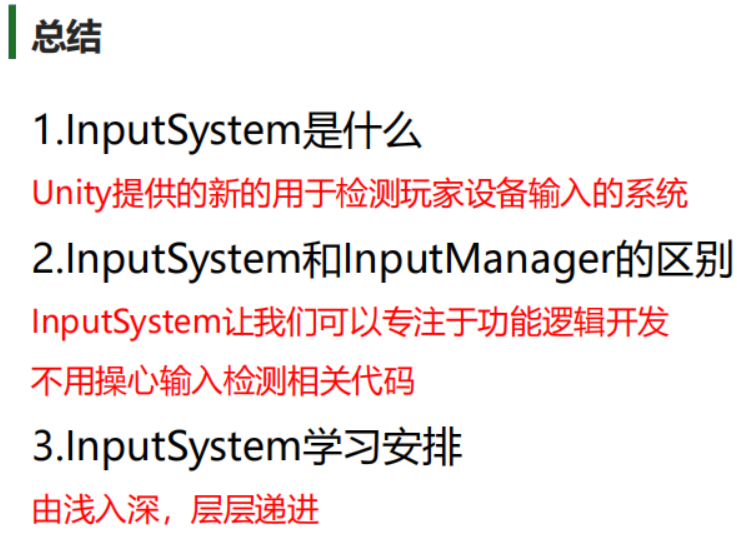 总结
1.InputSystem是什么
Unity提供的新的用于检测玩家设备输入的系统
2.InputSystem和InputManager的区别
InputSystem让我们可以专注于功能逻辑开发
不用操心输入检测相关代码
3.InputSystem学习安排
由浅入深，层层递进